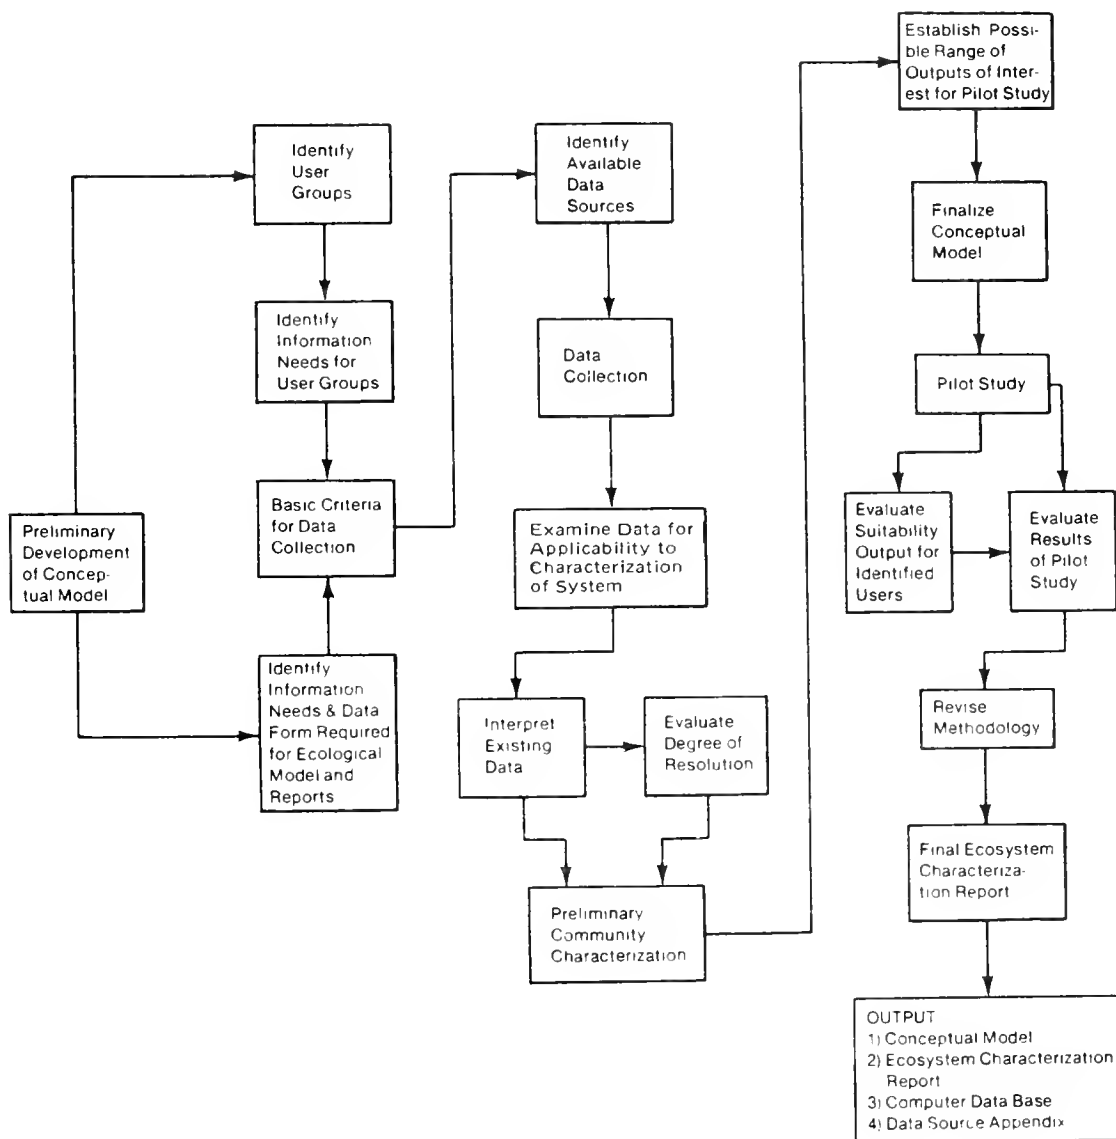 Preliminary
Development
of Concep-
tual Model
Identify
User
Groups
Identify
Information
Needs for
User Groups
Basic Criteria
for Data
Collection
Identify
Information
Needs & Data
Form Required
for Ecological
Model and
Reports
Identify
Available
Data
Sources
Data
Collection
Examine Data for
Applicability to
Characterization
of System
Interpret
Existing
Data
Evaluate
Degree of
Resolution
Preliminary
Community
Characterization
Establish Possi-
ble Range of
Outputs of Inter-
est for Pilot Study
Finalize
Conceptual
Model
Pilot Study
Evaluate
Suitability
Output for
Identified
Users
Evaluate
Results
of Pilot
Study
Revise
Methodology
Final Ecosystem
Characteriza-
tion Report
OUTPUT
1) Conceptual Model
2) Ecosystem Characterization
Report
3) Computer Data Base
4) Data Source Appendix